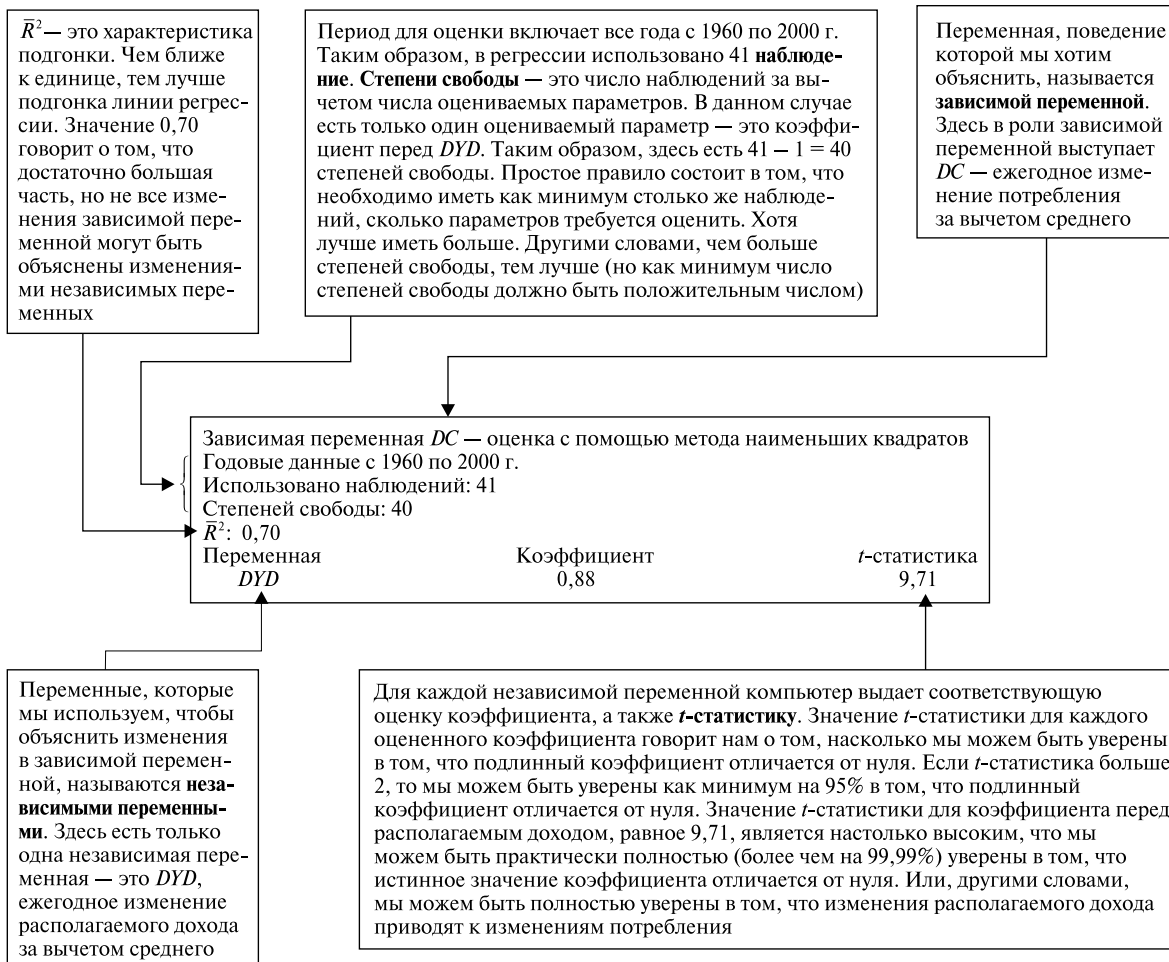 R̅² — это характеристика
подгонки. Чем ближе
к единице, тем лучше
подгонка линии регрес-
сии. Значение 0,70
говорит о том, что
достаточно большая
часть, но не все изме-
нения зависимой пере-
менной могут быть
объяснены изменения-
ми независимых пере-
менных
Период для оценки включает все года с 1960 по 2000 г.
Таким образом, в регрессии использовано 41 наблюде-
ние. Степени свободы — это число наблюдений за вы-
четом числа оцениваемых параметров. В данном случае
есть только один оцениваемый параметр — это коэффи-
циент перед DYD. Таким образом, здесь есть 41 – 1 = 40
степеней свободы. Простое правило состоит в том, что
необходимо иметь как минимум столько же наблюде-
ний, сколько параметров требуется оценить. Хотя
лучше иметь больше. Другими словами, чем больше
степеней свободы, тем лучше (но как минимум число
степеней свободы должно быть положительным числом)
Переменная, поведение
которой мы хотим
объяснить, называется
зависимой переменной.
Здесь в роли зависимой
переменной выступает
DC — ежегодное изме-
нение потребления
за вычетом среднего
Зависимая переменная DC — оценка с помощью метода наименьших квадратов
Годовые данные с 1960 по 2000 г.
Использовано наблюдений: 41
Степеней свободы: 40
R̅²: 0,70
Переменная Коэффициент t-статистика
DYD 0,88 9,71
Переменные, которые
мы используем, чтобы
объяснить изменения
в зависимой перемен-
ной, называются неза-
висимыми переменны-
ми. Здесь есть только
одна независимая пере-
менная — это DYD,
ежегодное изменение
располагаемого дохода
за вычетом среднего
Для каждой независимой переменной компьютер выдает соответствующую
оценку коэффициента, а также t-статистику. Значение t-статистики для каждого
оцененного коэффициента говорит нам о том, насколько мы можем быть уверены
в том, что подлинный коэффициент отличается от нуля. Если t-статистика больше
2, то мы можем быть уверены как минимум на 95% в том, что подлинный
коэффициент отличается от нуля. Значение t-статистики для коэффициента перед
располагаемым доходом, равное 9,71, является настолько высоким, что мы
можем быть практически полностью (более чем на 99,99%) уверены в том, что
истинное значение коэффициента отличается от нуля. Или, другими словами,
мы можем быть полностью уверены в том, что изменения располагаемого дохода
приводят к изменениям потребления